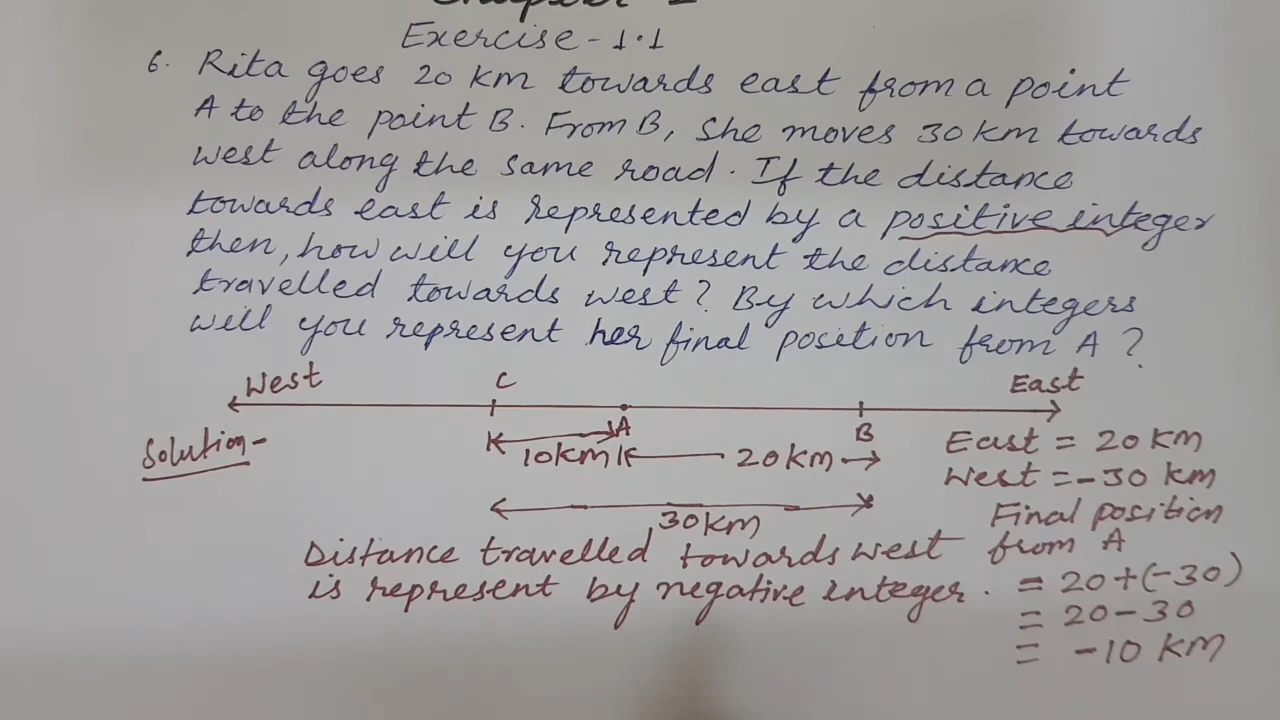 Exercise - 1.1
6. Rita goes 20 km towards east from a point
A to the point B. From B, she moves 30 km towards
west along the same road. If the distance
towards east is represented by a positive integer
then, how will you represent the distance
travelled towards west? By which integers
will you represent her final position from A?
West C East
A B
Solution-
10km 20km
30km
East = 20 km
West = -30 km
Final position
from A
= 20+(-30)
= 20-30
= -10 km
Distance travelled towards west
is represent by negative integer.